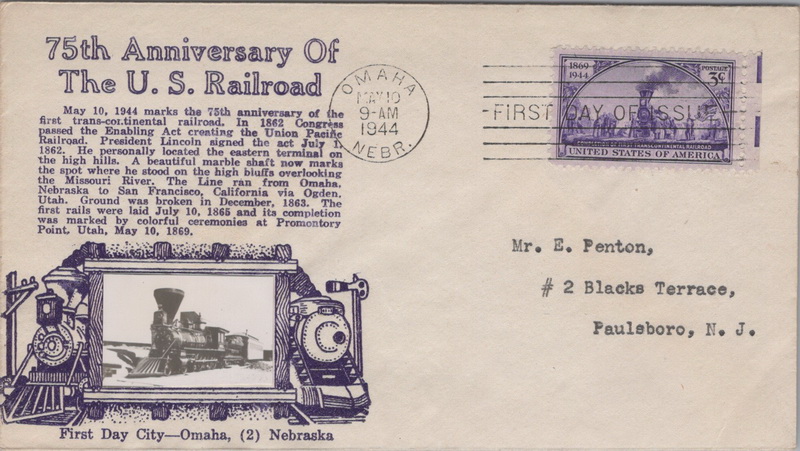 75th Anniversary Of
The U. S. Railroad
May 10, 1944 marks the 75th anniversary of the
first trans-cor.tinental railroad. In 1862 Congress
passed the Enabling Act creating the Union Pacific
Railroad. President Lincoln signed the act July 1,
1862. He personally located the eastern terminal on
the high hills. A beautiful marble shaft now marks
the spot where he stood on the high bluffs overlooking
the Missouri River. The Line ran from Omaha,
Nebraska to San Francisco, California via Ogden,
Utah. Ground was broken in December, 1863. The
first rails were laid July 10, 1865 and its completion
was marked by colorful ceremonies at Promontory
Point, Utah, May 10, 1869.
First Day City—Omaha, (2) Nebraska
OMAHA
MAY 10
9-AM
1944
NEBR.
FIRST DAY OF ISSUE
1869
1944
POSTAGE
3¢
COMPLETION OF FIRST TRANSCONTINENTAL RAILROAD
UNITED STATES OF AMERICA
Mr. E. Penton,
# 2 Blacks Terrace,
Paulsboro, N. J.